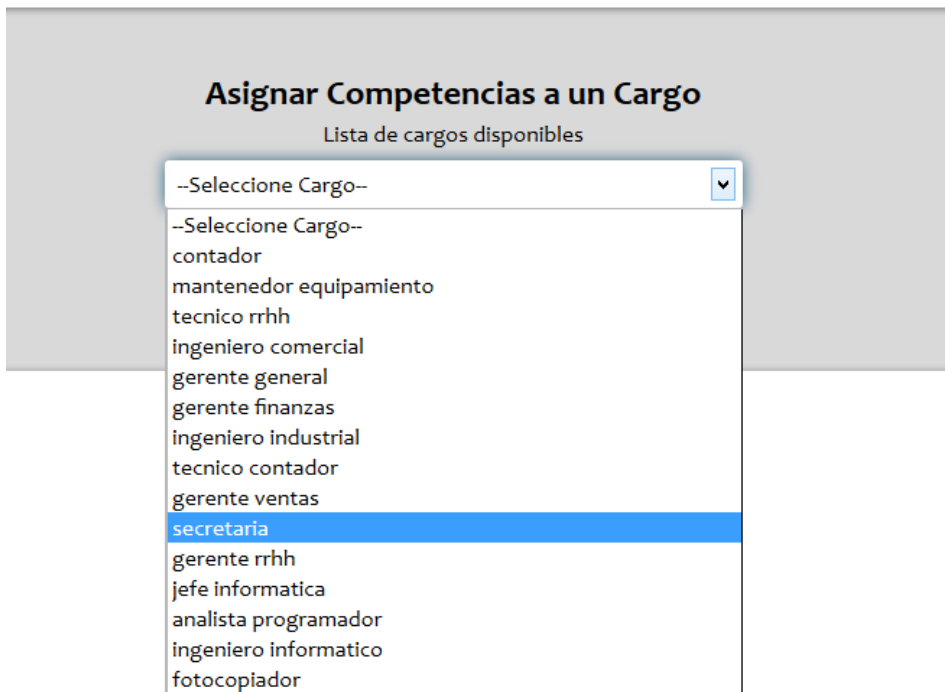 Asignar Competencias a un Cargo
Lista de cargos disponibles
--Seleccione Cargo--
--Seleccione Cargo--
contador
mantenedor equipamiento
tecnico rrhh
ingeniero comercial
gerente general
gerente finanzas
ingeniero industrial
tecnico contador
gerente ventas
secretaria
gerente rrhh
jefe informatica
analista programador
ingeniero informatico
fotocopiador